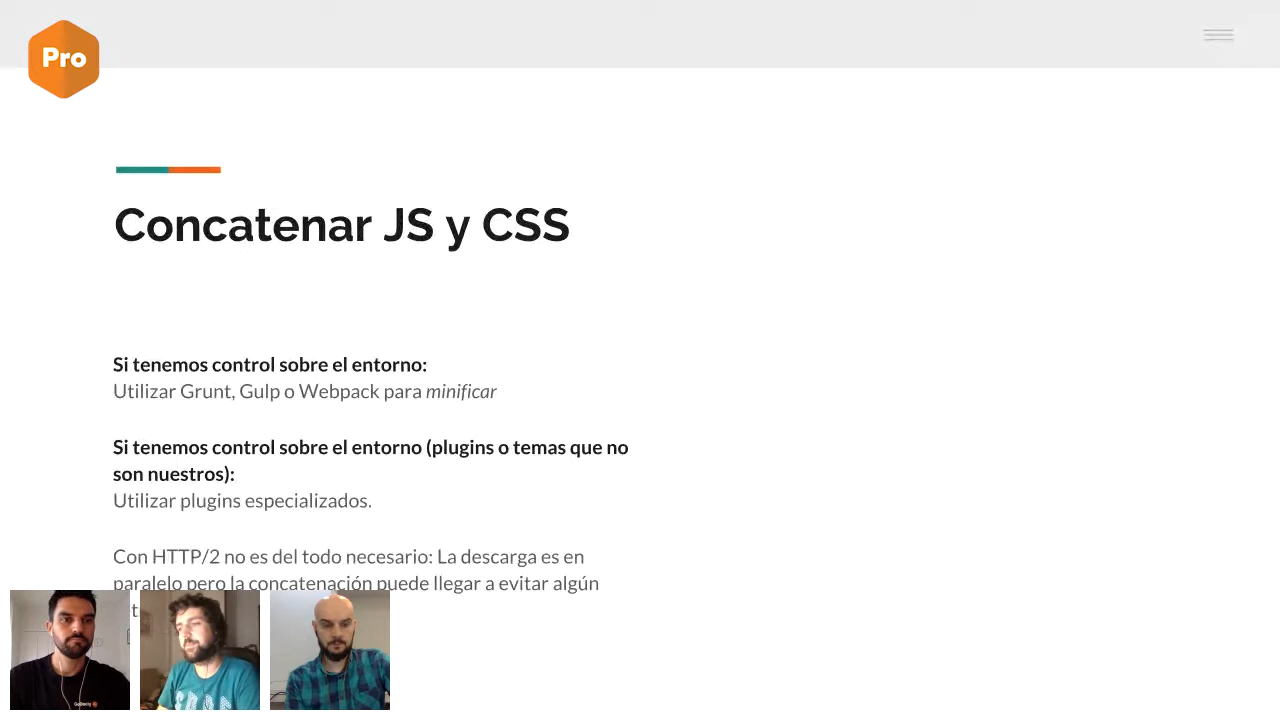 Pro
Concatenar JS y CSS
Si tenemos control sobre el entorno:
Utilizar Grunt, Gulp o Webpack para minificar
Si tenemos control sobre el entorno (plugins o temas que no
son nuestros):
Utilizar plugins especializados.
Con HTTP/2 no es del todo necesario: La descarga es en
paralelo pero la concatenación puede llegar a evitar algún
GoDaddy